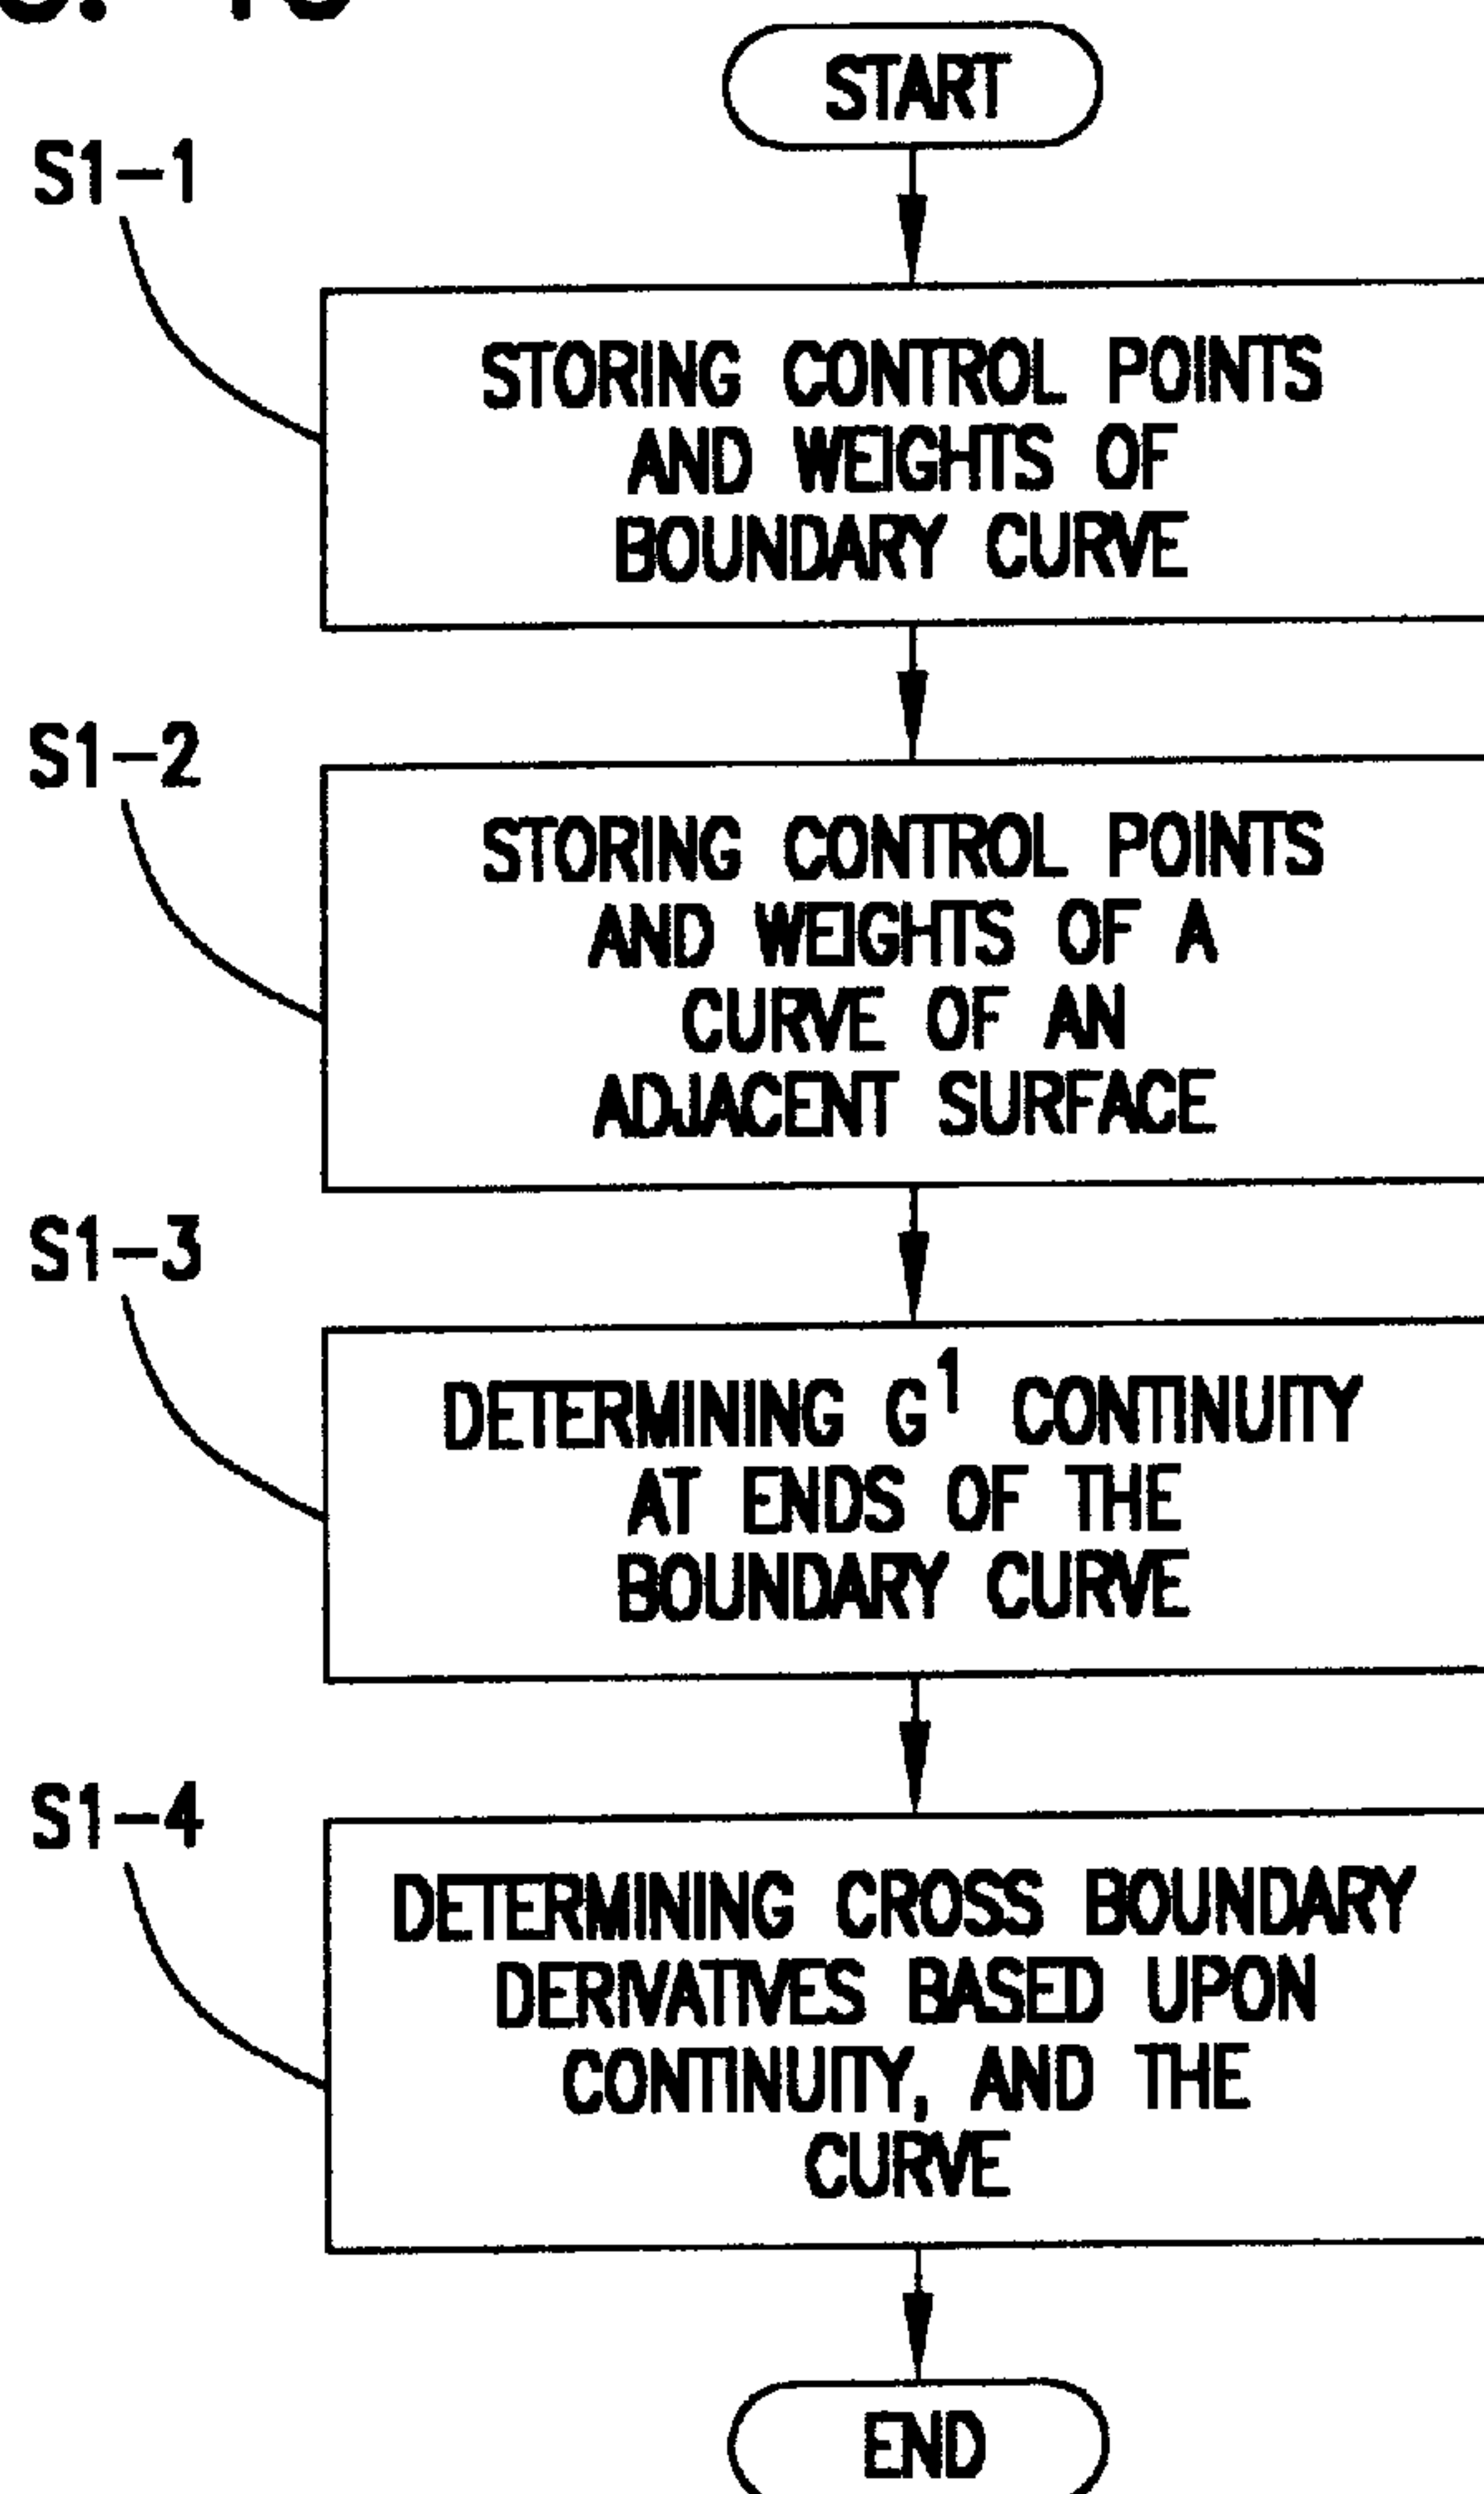 START
S1-1
STORING CONTROL POINTS
AND WEIGHTS OF
BOUNDARY CURVE
S1-2
STORING CONTROL POINTS
AND WEIGHTS OF A
CURVE OF AN
ADJACENT SURFACE
S1-3
DETERMINING G¹ CONTINUITY
AT ENDS OF THE
BOUNDARY CURVE
S1-4
DETERMINING CROSS BOUNDARY
DERIVATIVES BASED UPON
CONTINUITY, AND THE
CURVE
END